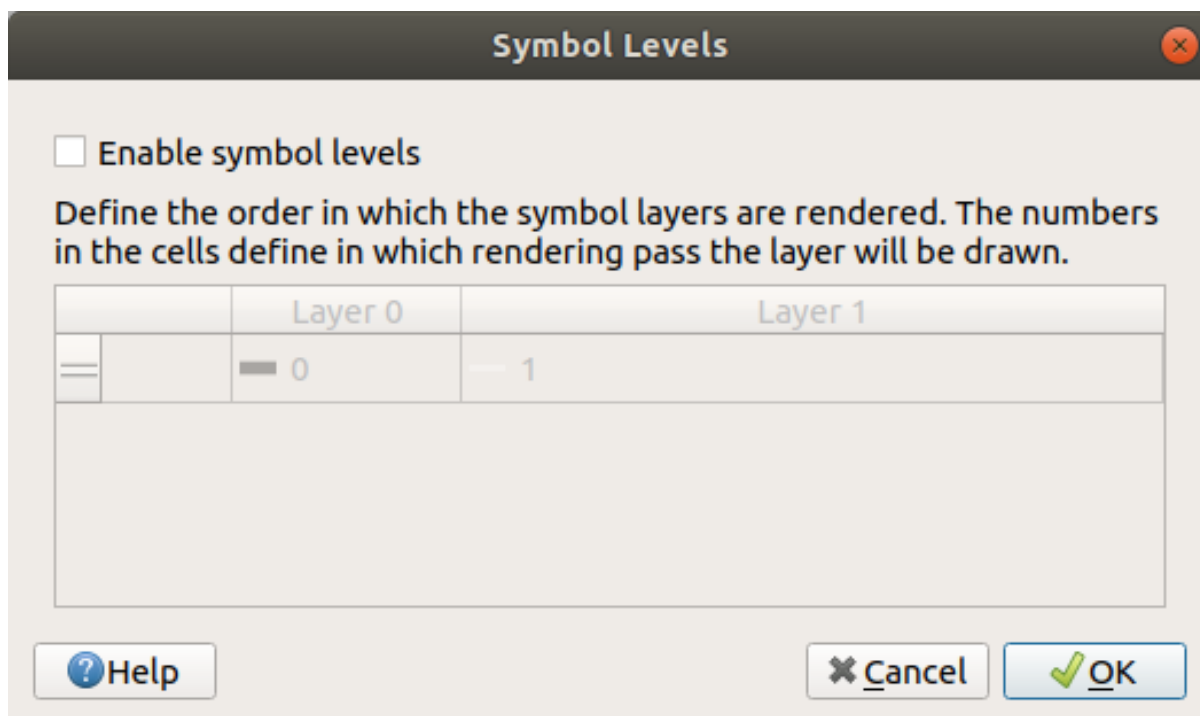 Symbol Levels
Enable symbol levels
Define the order in which the symbol layers are rendered. The numbers
in the cells define in which rendering pass the layer will be drawn.
Layer 0 Layer 1
0 1
Help Cancel OK